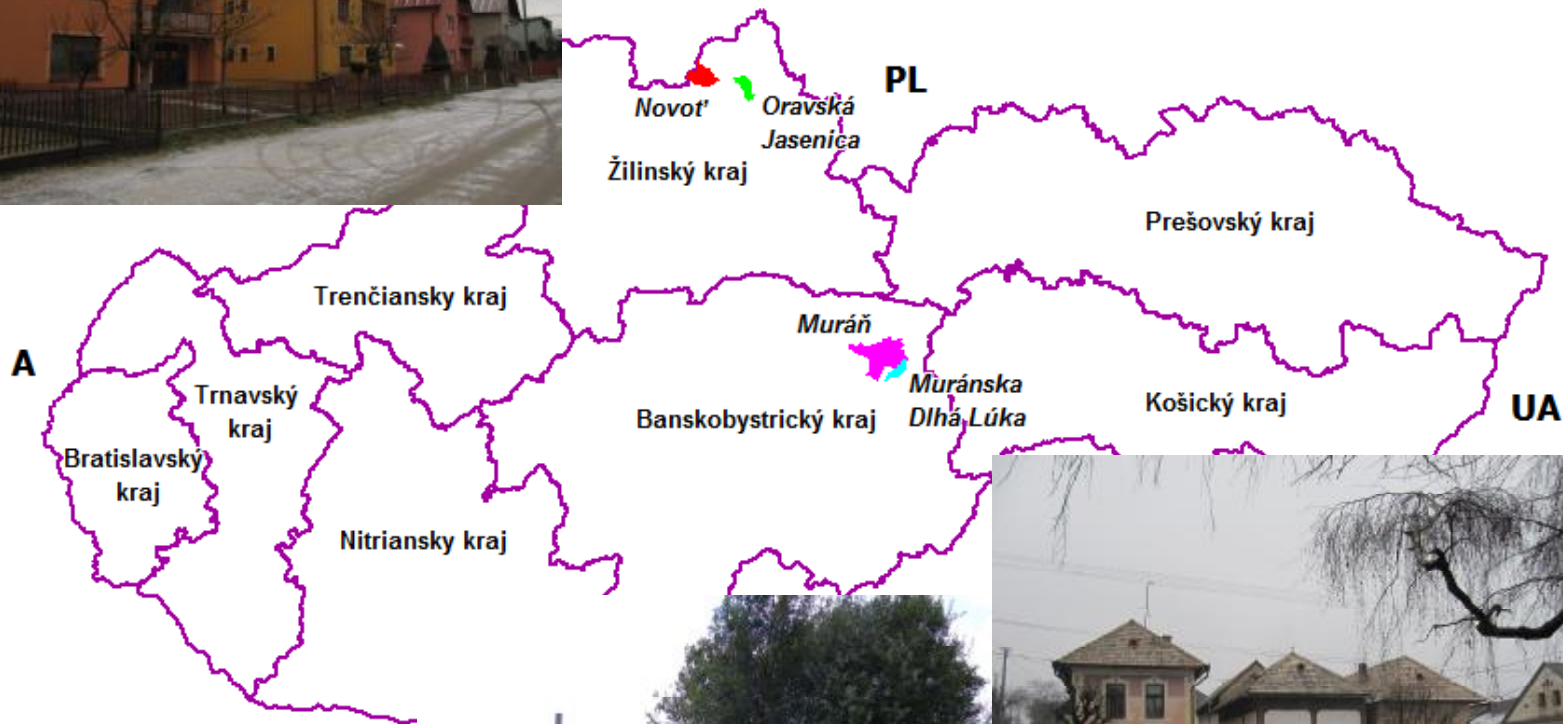 PL
Novoť
Oravská
Jasenica
Žilinský kraj
Prešovský kraj
Trenčiansky kraj
Muráň
A
Muránska
Dlhá Lúka
Trnavský
kraj
Košický kraj
UA
Banskobystrický kraj
Bratislavský
kraj
Nitriansky kraj